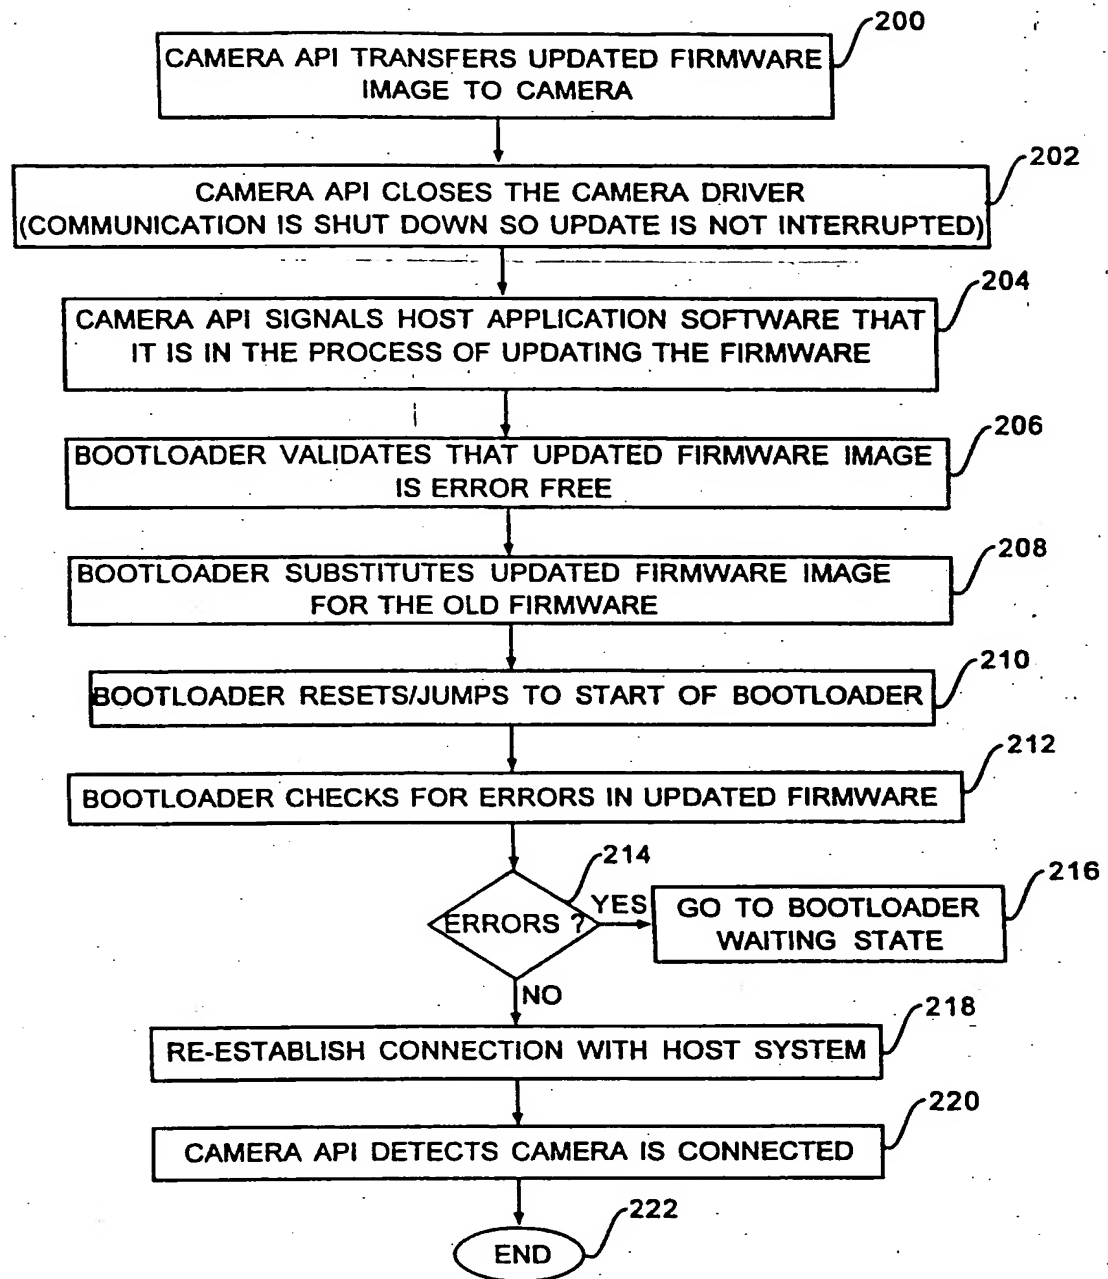 200
CAMERA API TRANSFERS UPDATED FIRMWARE
IMAGE TO CAMERA
202
CAMERA API CLOSES THE CAMERA DRIVER
(COMMUNICATION IS SHUT DOWN SO UPDATE IS NOT INTERRUPTED)
204
CAMERA API SIGNALS HOST APPLICATION SOFTWARE THAT
IT IS IN THE PROCESS OF UPDATING THE FIRMWARE
206
BOOTLOADER VALIDATES THAT UPDATED FIRMWARE IMAGE
IS ERROR FREE
208
BOOTLOADER SUBSTITUTES UPDATED FIRMWARE IMAGE
FOR THE OLD FIRMWARE
210
BOOTLOADER RESETS/JUMPS TO START OF BOOTLOADER
212
BOOTLOADER CHECKS FOR ERRORS IN UPDATED FIRMWARE
214
ERRORS ?
YES
216
GO TO BOOTLOADER
WAITING STATE
NO
218
RE-ESTABLISH CONNECTION WITH HOST SYSTEM
220
CAMERA API DETECTS CAMERA IS CONNECTED
222
END